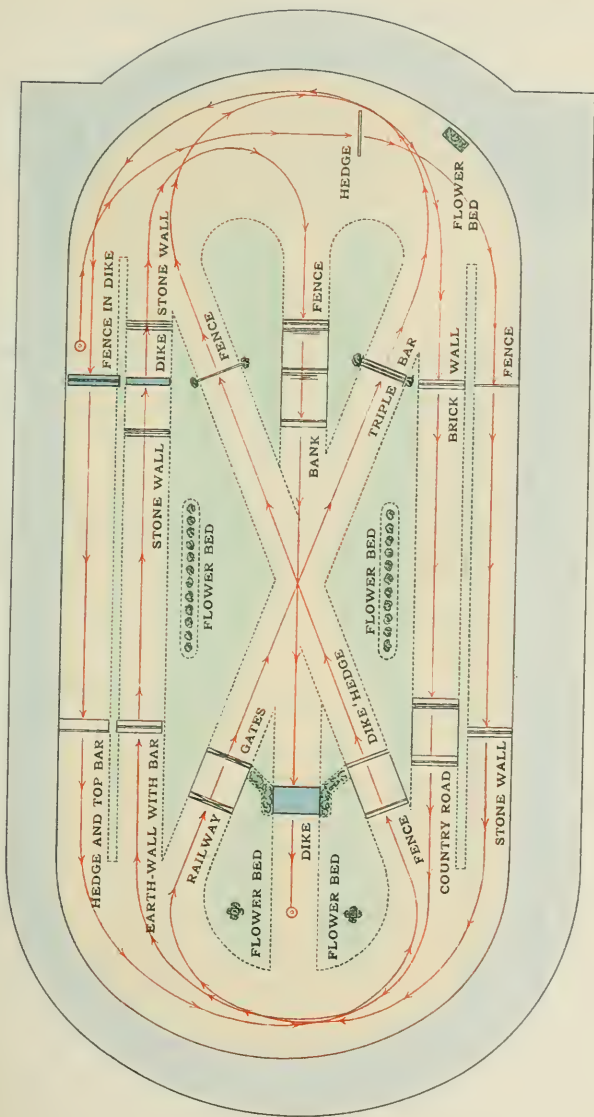 HEDGE AND TOP BAR
FENCE IN DIKE
EARTH-WALL WITH BAR
STONE WALL
DIKE
STONE WALL
RAILWAY GATES
FLOWER BED
FENCE
FLOWER BED
DIKE
BANK
FENCE
FLOWER BED
HEDGE
FENCE
DIKE'HEDGE
FLOWER BED
TRIPLE BAR
COUNTRY ROAD
BRICK WALL
FLOWER
BED
STONE WALL
FENCE